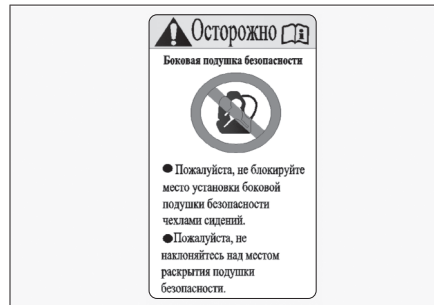 Осторожно
Боковая подушка безопасности
● Пожалуйста, не блокируйте
место установки боковой
подушки безопасности
чехлами сидений.
●Пожалуйста, не
наклоняйтесь над местом
раскрытия подушки
безопасности.